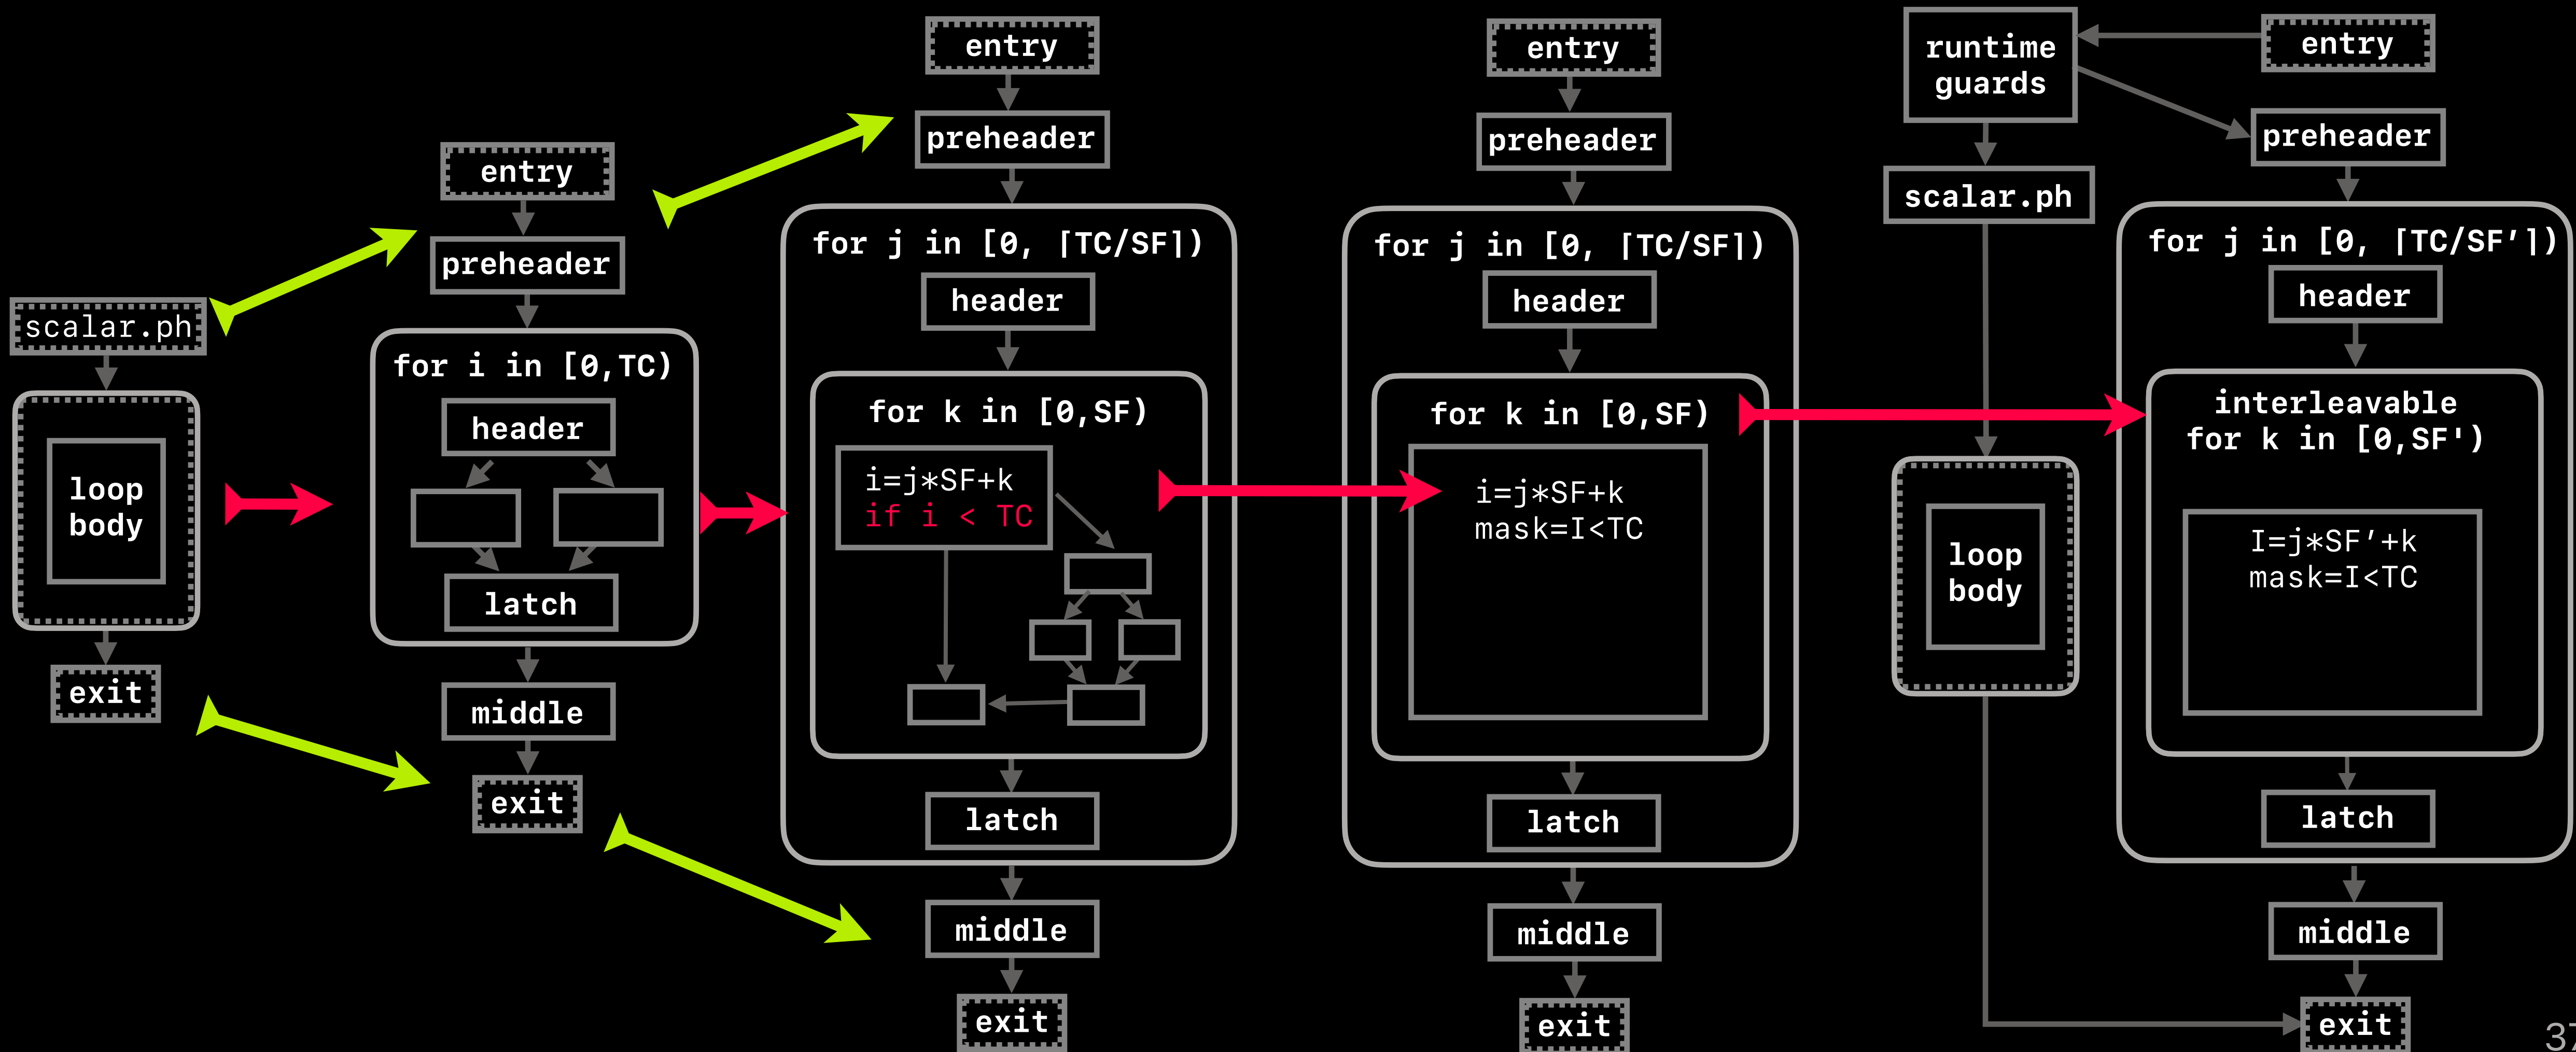 scalar.ph
loop
body
exit
entry
preheader
for i in [0,TC)
header
latch
middle
exit
entry
preheader
for j in [0, ⌈TC/SF⌉)
header
for k in [0,SF)
i=j*SF+k
if i < TC
latch
middle
exit
entry
preheader
for j in [0, ⌈TC/SF⌉)
header
for k in [0,SF)
i=j*SF+k
mask=I<TC
latch
middle
exit
runtime
guards
scalar.ph
loop
body
entry
preheader
for j in [0, ⌈TC/SF’⌉)
header
interleavable
for k in [0,SF')
I=j*SF’+k
mask=I<TC
latch
middle
exit